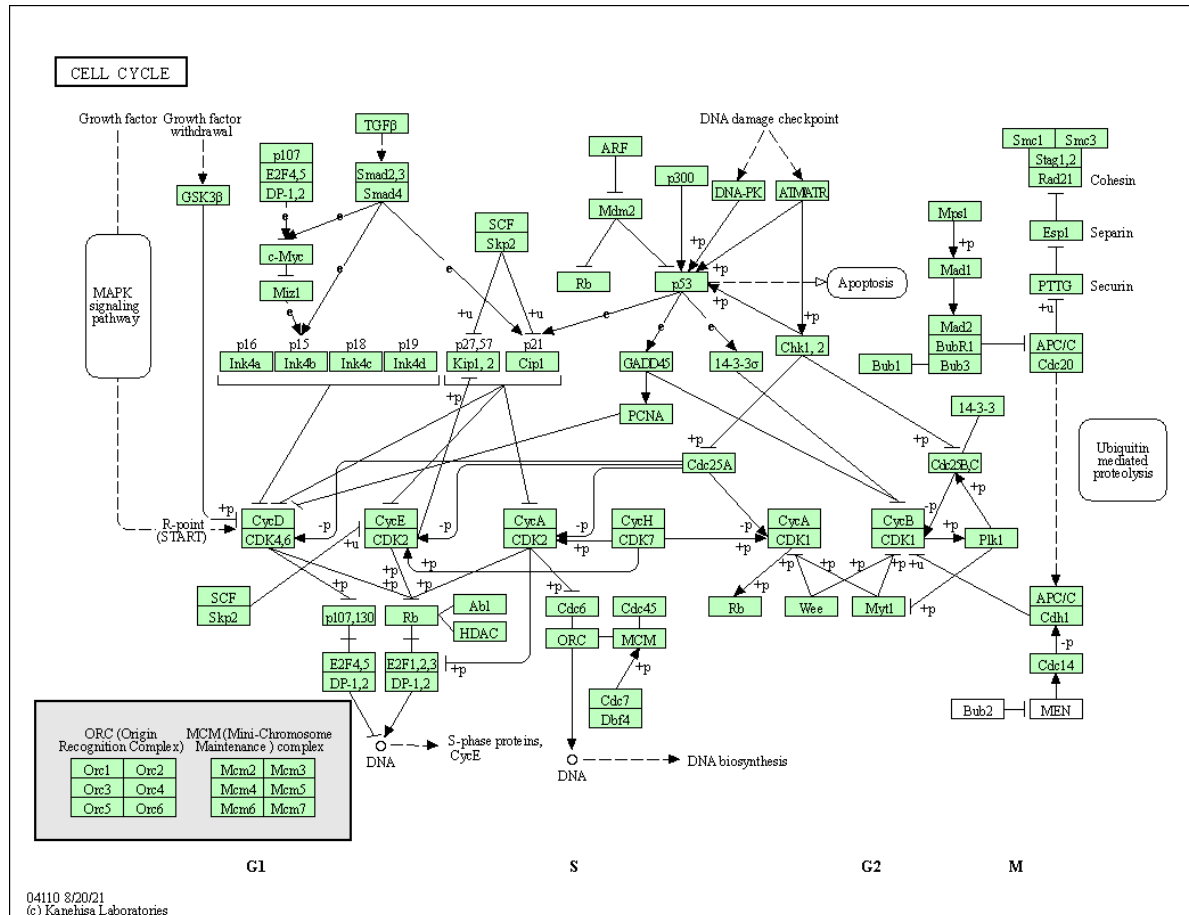 CELL CYCLE
Growth factor
Growth factor
withdrawal
TGFβ
DNA damage checkpoint
ARF
p300
Smc1
Smc3
Stag1,2
Rad21
Cohesin
p107
E2F4,5
DP-1,2
Smad2,3
Smad4
GSK3β
DNA-PK
ATM/ATR
Mdm2
Mps1
SCF
Skp2
e
e
e
+p
+p
+p
Esp1
Separin
c-Myc
Mad1
MAPK
signaling
pathway
Miz1
e
Rb
p53
Apoptosis
PTTG
Securin
e
+u
+u
e
e
+p
+u
Mad2
BubR1
Bub3
Bub1
APC/C
Cdc20
p16
Ink4a
p15
Ink4b
p18
Ink4c
p19
Ink4d
p27,57
Kip1, 2
p21
Cip1
GADD45
14-3-3σ
Chk1, 2
+p
PCNA
14-3-3
+p
+p
Cdc25A
Cdc25B,C
Ubiquitin
mediated
proteolysis
+p
R-point
(START)
+p
CycD
CDK4,6
-p
CycE
CDK2
+u
-p
CycA
CDK2
-p
+p
CycH
CDK7
+p
-p
CycA
CDK1
CycB
CDK1
-p
+p
+u
Plk1
SCF
Skp2
+p
+p
+p
+p
+p
p107,130
Rb
Abl
HDAC
Cdc6
Cdc45
ORC
MCM
+p
Rb
+p
Wee
+p
Myt1
+p
+p
APC/C
Cdh1
-p
E2F4,5
DP-1,2
E2F1,2,3
DP-1,2
+p
+p
Cdc7
Dbf4
Cdc14
Bub2
MEN
DNA
S-phase proteins,
CycE
DNA
DNA biosynthesis
ORC (Origin
Recognition Complex)
MCM (Mini-Chromosome
Maintenance ) complex
Orc1 Orc2
Orc3 Orc4
Orc5 Orc6
Mcm2 Mcm3
Mcm4 Mcm5
Mcm6 Mcm7
G1
S
G2
M
04110 8/20/21
(c) Kanehisa Laboratories